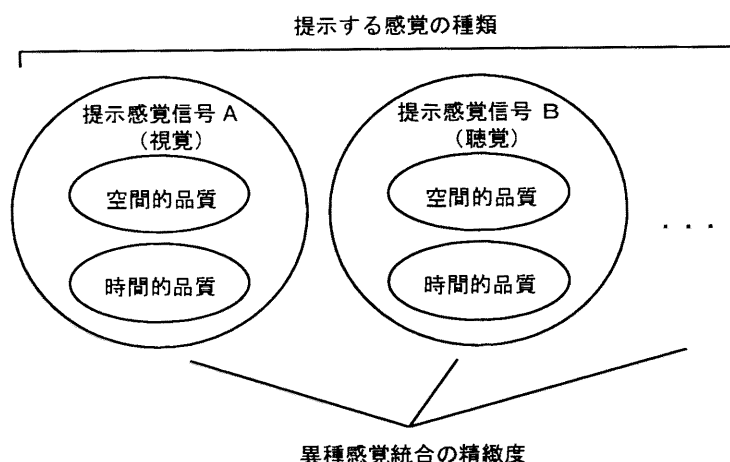 提示する感覚の種類
提示感覚信号 A
（視覚）
空間的品質
時間的品質
提示感覚信号 B
（聴覚）
空間的品質
時間的品質
. . .
異種感覚統合の精緻度